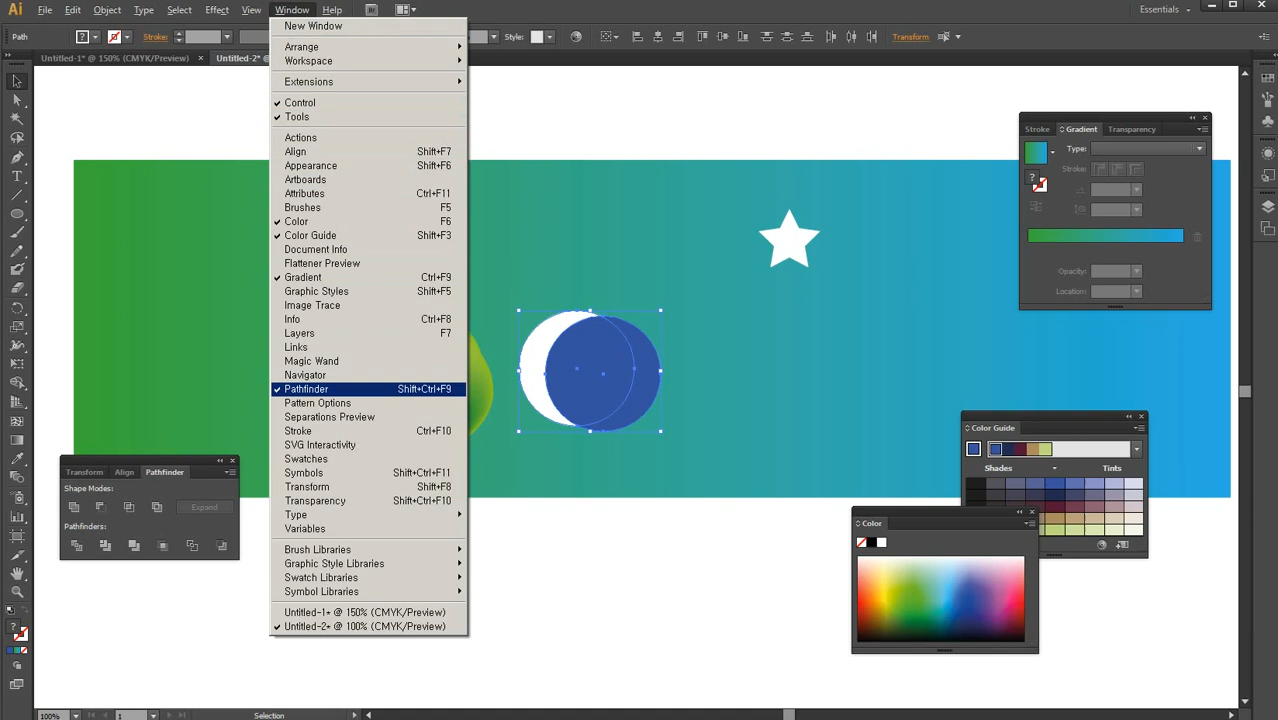 Ai File Edit Object Type Select Effect View Window Help Br Essentials
Path ? Stroke: Style: Transform
Untitled-1* @ 150% (CMYK/Preview) × Untitled-2* @
New Window
Arrange
Workspace
Extensions
Control
Tools
Actions
Align Shift+F7
Appearance Shift+F6
Artboards
Attributes Ctrl+F11
Brushes F5
Color F6
Color Guide Shift+F3
Document Info
Flattener Preview
Gradient Ctrl+F9
Graphic Styles Shift+F5
Image Trace
Info Ctrl+F8
Layers F7
Links
Magic Wand
Navigator
Pathfinder Shift+Ctrl+F9
Pattern Options
Separations Preview
Stroke Ctrl+F10
SVG Interactivity
Swatches
Symbols Shift+Ctrl+F11
Transform Shift+F8
Transparency Shift+Ctrl+F10
Type
Variables
Brush Libraries
Graphic Style Libraries
Swatch Libraries
Symbol Libraries
Untitled-1* @ 150% (CMYK/Preview)
Untitled-2* @ 100% (CMYK/Preview)
Stroke Gradient Transparency
Type:
Stroke:
?
Opacity:
Location:
Transform Align Pathfinder
Shape Modes:
Expand
Pathfinders:
Color Guide
Shades Tints
Color
?
100% 1 Selection